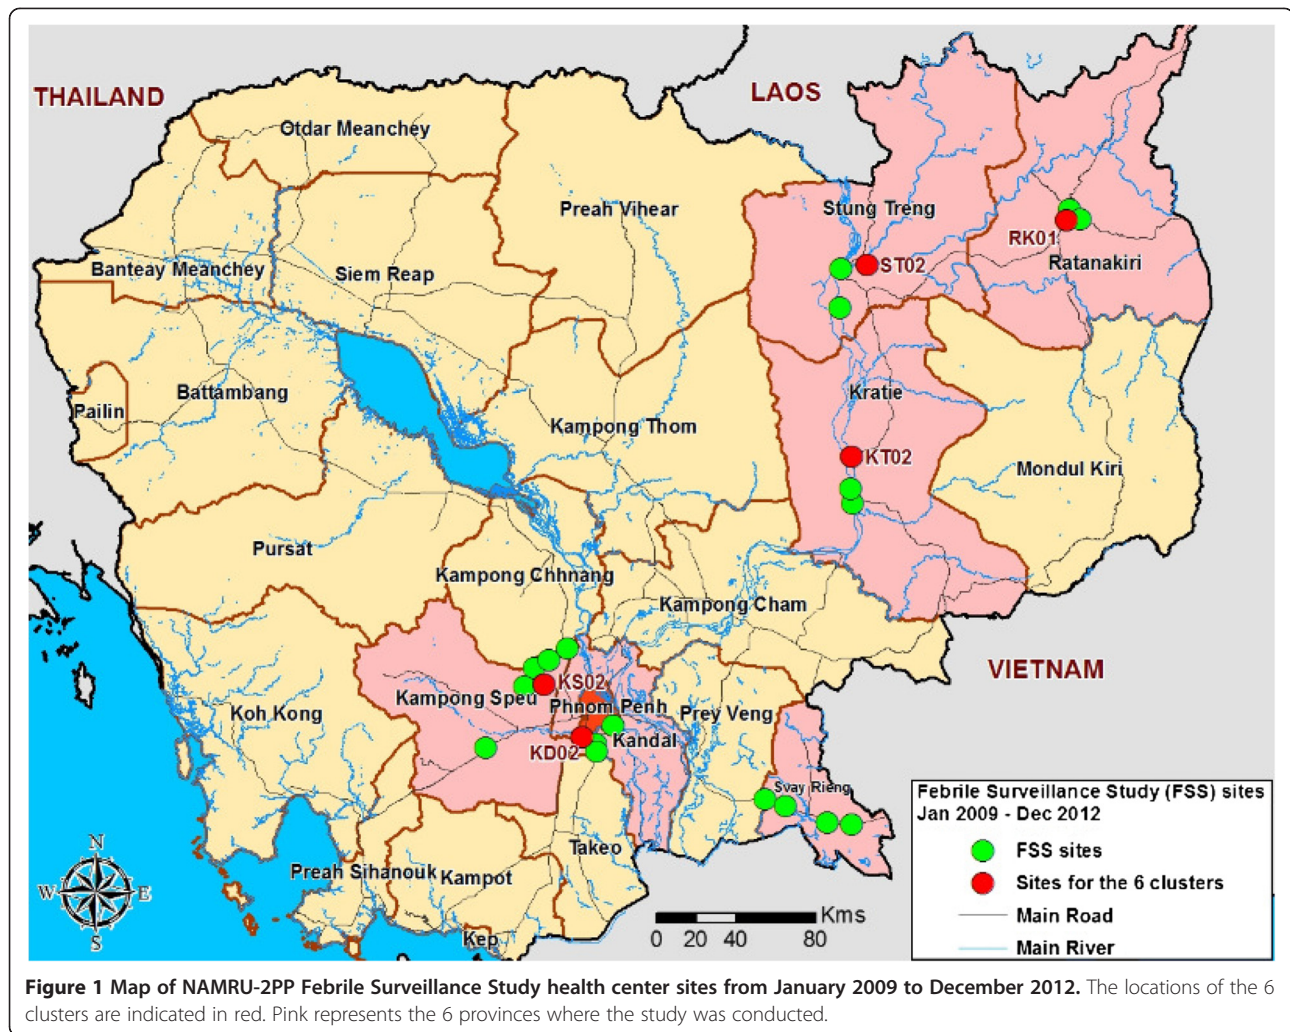 THAILAND
LAOS
Otdar Meanchey
Preah Vihear
Stung Treng
RK01
Ratanakiri
Banteay Meanchey
Siem Reap
ST02
Battambang
Pailin
Kratie
Kampong Thom
KT02
Mondul Kiri
Pursat
Kampong Chhnang
Kampong Cham
VIETNAM
KS02
Kampong Speu
Phnom Penh
Prey Veng
Koh Kong
KD02
Kandal
Svay Rieng
Febrile Surveillance Study (FSS) sites
Jan 2009 - Dec 2012
FSS sites
Sites for the 6 clusters
Main Road
Main River
N
W
E
S
Preah Sihanouk
Kampot
Takeo
Kep
Kms
0 20 40 80
Figure 1 Map of NAMRU-2PP Febrile Surveillance Study health center sites from January 2009 to December 2012. The locations of the 6
clusters are indicated in red. Pink represents the 6 provinces where the study was conducted.